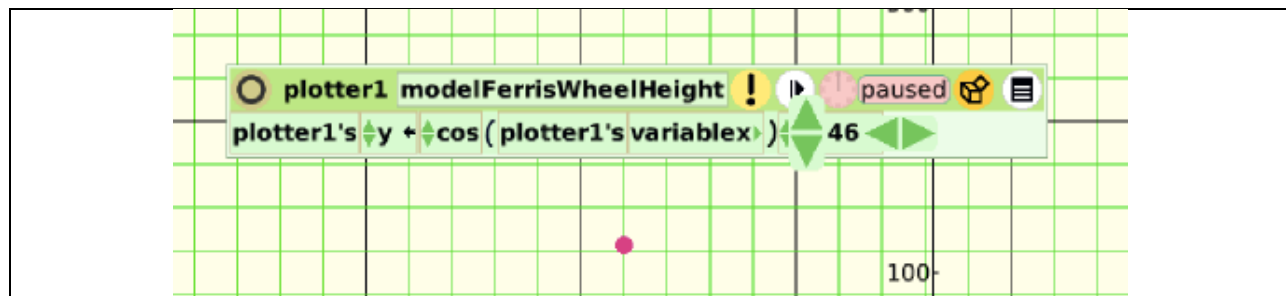 plotter1 modelFerrisWheelHeight ! paused
plotter1's y ← cos ( plotter1's variablex ) 46
100-